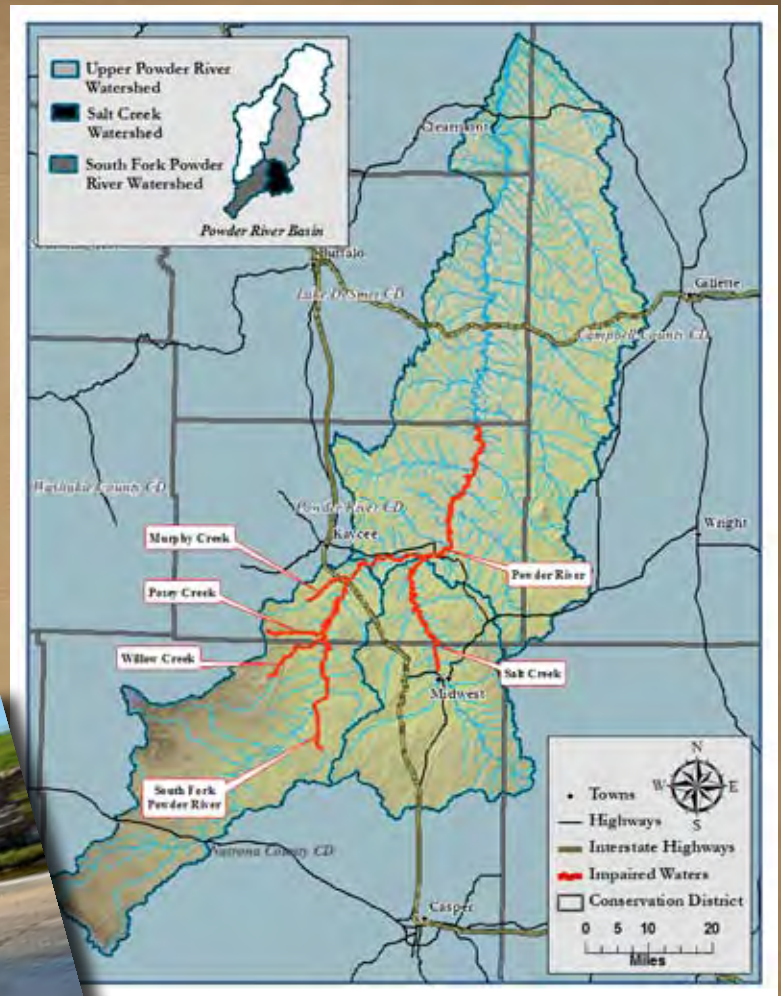 Upper Powder River
Watershed
Salt Creek
Watershed
South Fork Powder
River Watershed
Powder River Basin
Clearmont
Buffalo
Lake DeSmet CD
Gillette
Campbell County CD
Washakie County CD
Powder River CD
Kaycee
Wright
Murphy Creek
Powder River
Posey Creek
Willow Creek
Salt Creek
Midwest
South Fork
Powder River
Natrona County CD
Casper
N
W
E
S
Towns
Highways
Interstate Highways
Impaired Waters
Conservation District
0 5 10 20
Miles